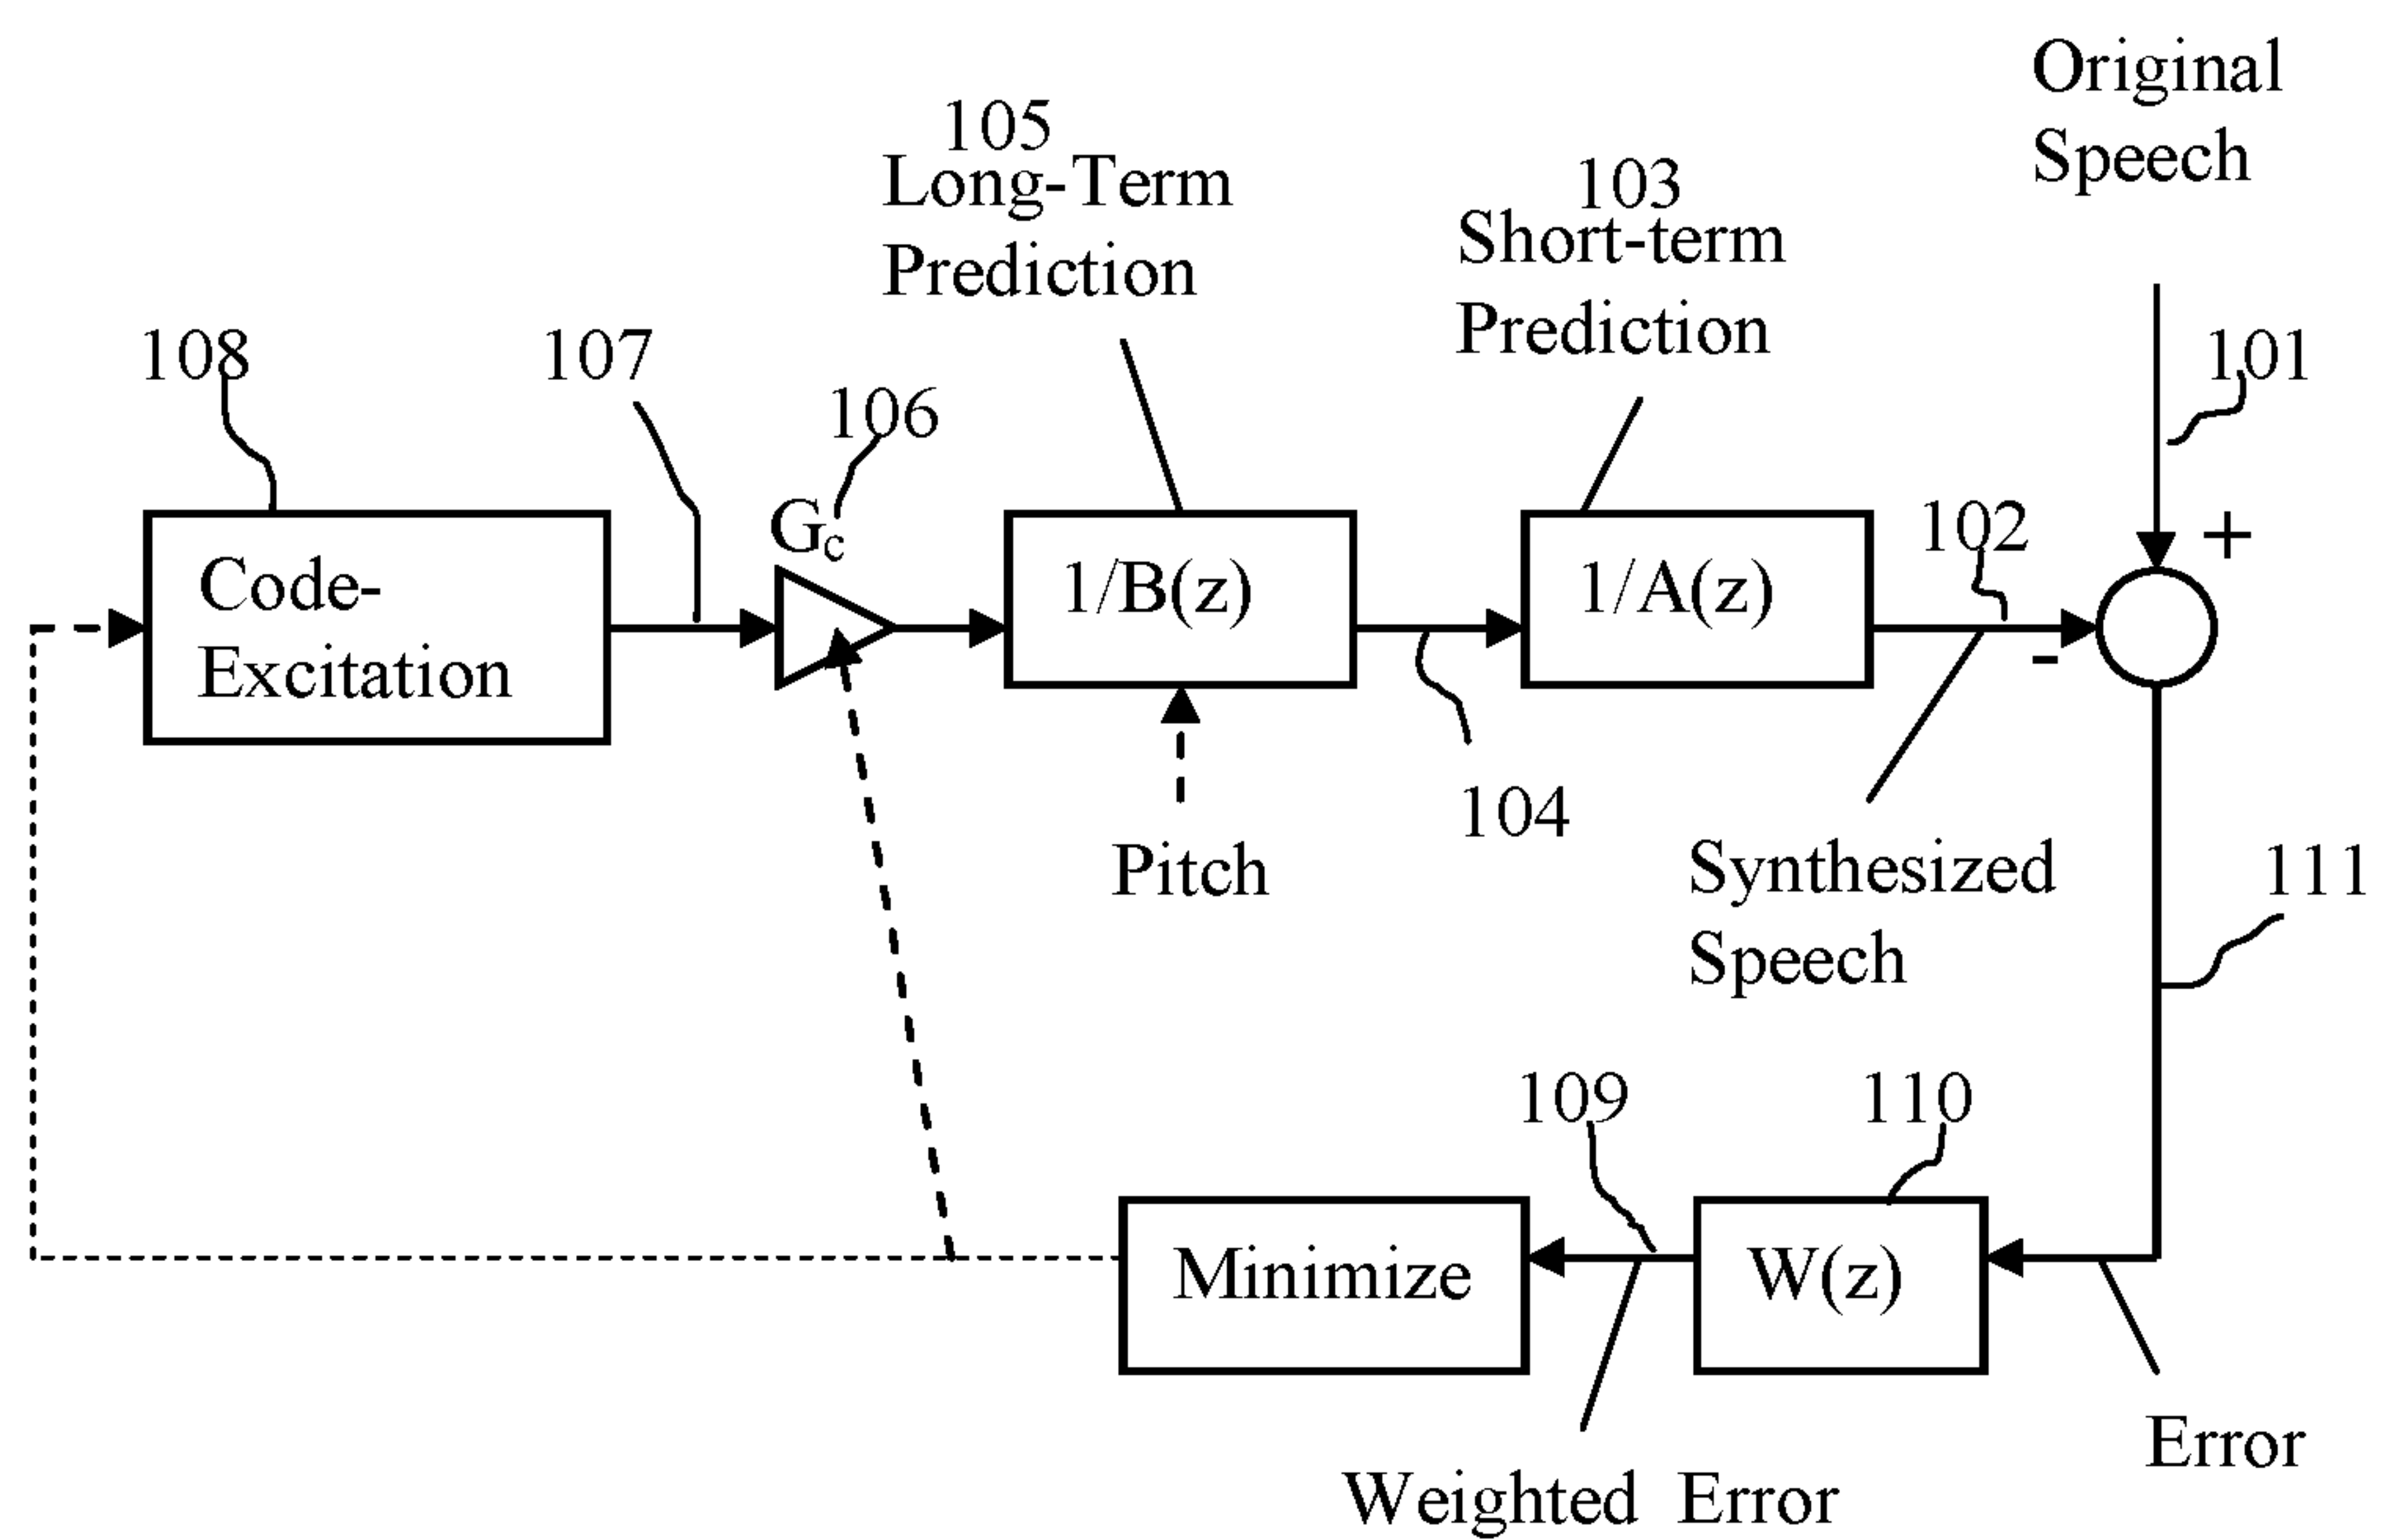 Original
Speech
105
Long-Term
Prediction
103
Short-term
Prediction
108
107
106
101
Gc
102
+
Code-
Excitation
1/B(z)
1/A(z)
-
104
Pitch
Synthesized
Speech
111
109
110
Minimize
W(z)
Error
Weighted Error